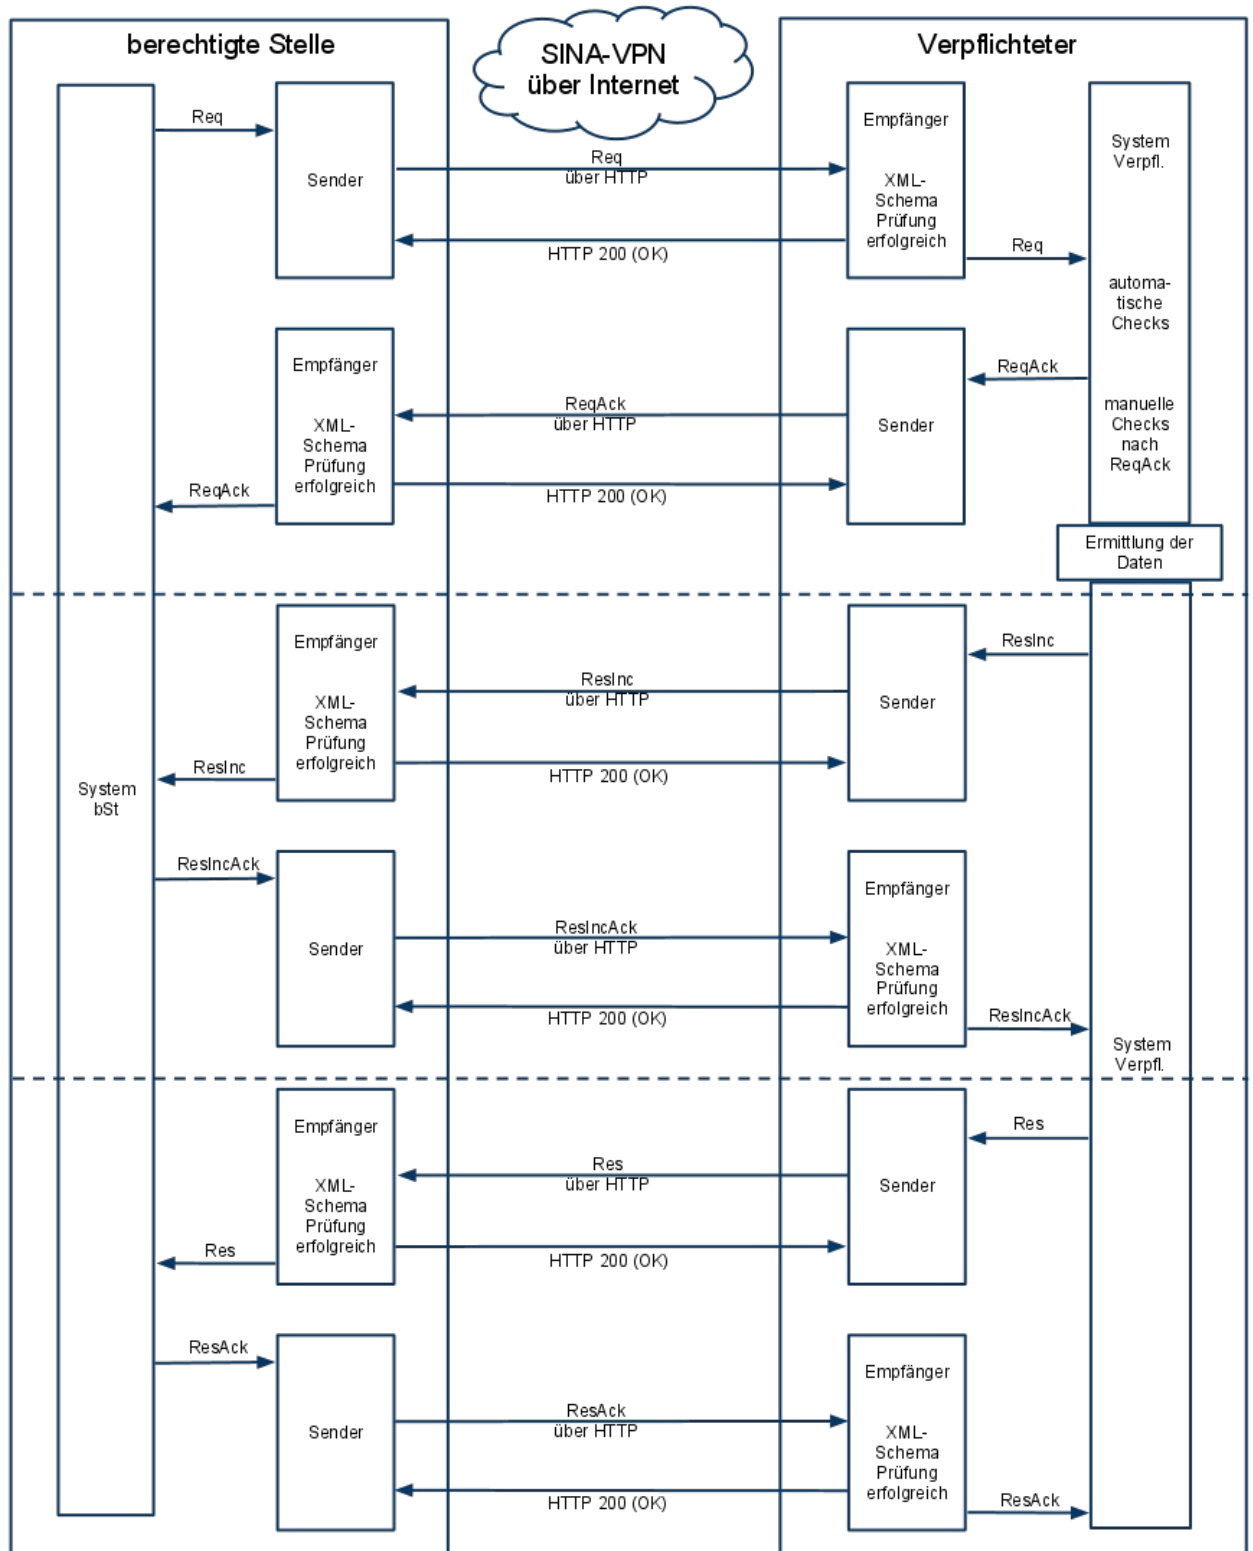 berechtigte Stelle
SINA-VPN
über Internet
Verpflichteter
Req
Sender
Req
über HTTP
HTTP 200 (OK)
Empfänger
XML-
Schema
Prüfung
erfolgreich
Req
System
Verpfl.
automa-
tische
Checks
manuelle
Checks
nach
ReqAck
ReqAck
Sender
ReqAck
über HTTP
HTTP 200 (OK)
Empfänger
XML-
Schema
Prüfung
erfolgreich
ReqAck
Ermittlung der
Daten
ResInc
Sender
ResInc
über HTTP
HTTP 200 (OK)
Empfänger
XML-
Schema
Prüfung
erfolgreich
ResInc
System
bSt
ResIncAck
Sender
ResIncAck
über HTTP
HTTP 200 (OK)
Empfänger
XML-
Schema
Prüfung
erfolgreich
ResIncAck
System
Verpfl.
Res
Sender
Res
über HTTP
HTTP 200 (OK)
Empfänger
XML-
Schema
Prüfung
erfolgreich
Res
ResAck
Sender
ResAck
über HTTP
HTTP 200 (OK)
Empfänger
XML-
Schema
Prüfung
erfolgreich
ResAck